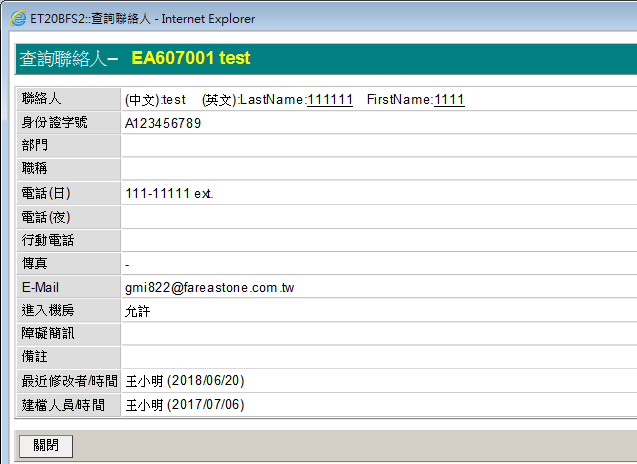 ET20BFS2::查詢聯絡人 - Internet Explorer
查詢聯絡人– EA607001 test
聯絡人 (中文):test (英文):LastName:111111 FirstName:1111
身份證字號 A123456789
部門
職稱
電話(日) 111-11111 ext.
電話(夜)
行動電話
傳真 -
E-Mail gmi822@fareastone.com.tw
進入機房 允許
障礙簡訊
備註
最近修改者/時間 王小明 (2018/06/20)
建檔人員/時間 王小明 (2017/07/06)
關閉